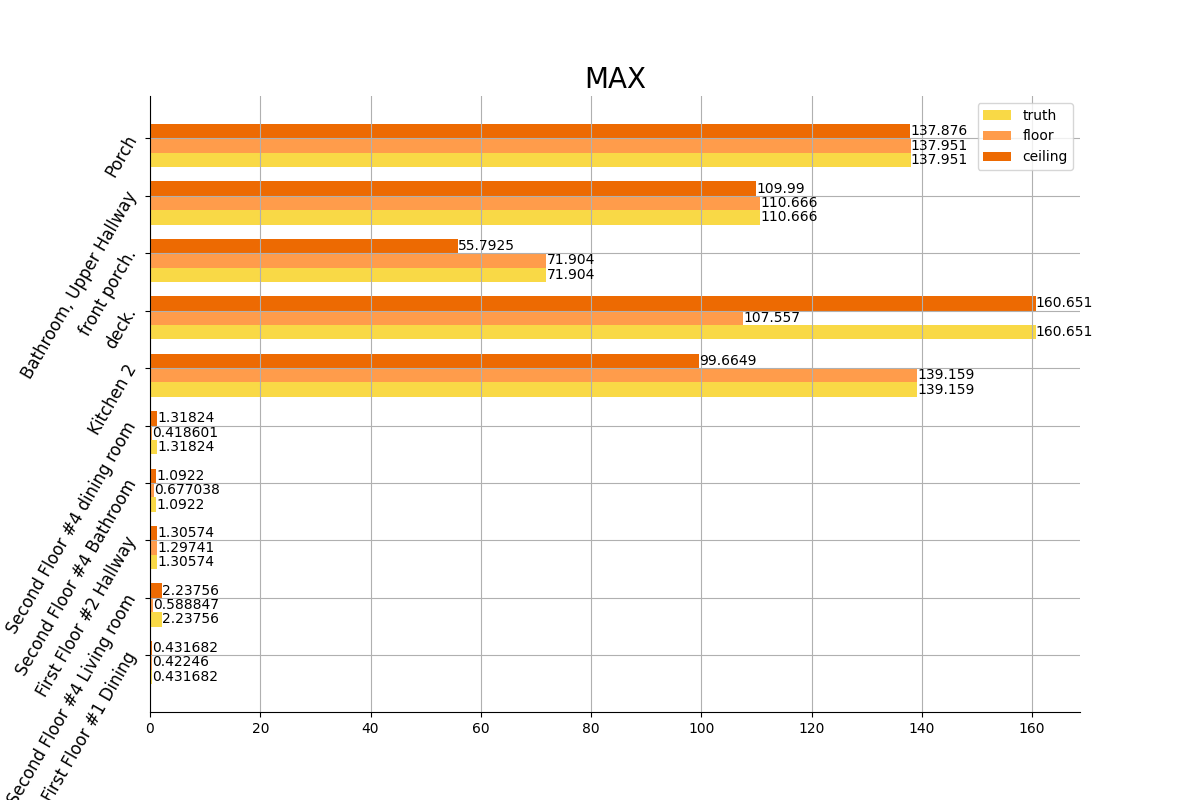 MAX
truth
floor
ceiling
Porch
137.876
137.951
137.951
Bathroom, Upper Hallway
109.99
110.666
110.666
front porch.
55.7925
71.904
71.904
deck.
160.651
107.557
160.651
Kitchen 2
99.6649
139.159
139.159
Second Floor #4 dining room
1.31824
0.418601
1.31824
Second Floor #4 Bathroom
1.0922
0.677038
1.0922
First Floor #2 Hallway
1.30574
1.29741
1.30574
Second Floor #4 Living room
2.23756
0.588847
2.23756
First Floor #1 Dining
0.431682
0.42246
0.431682
0 20 40 60 80 100 120 140 160